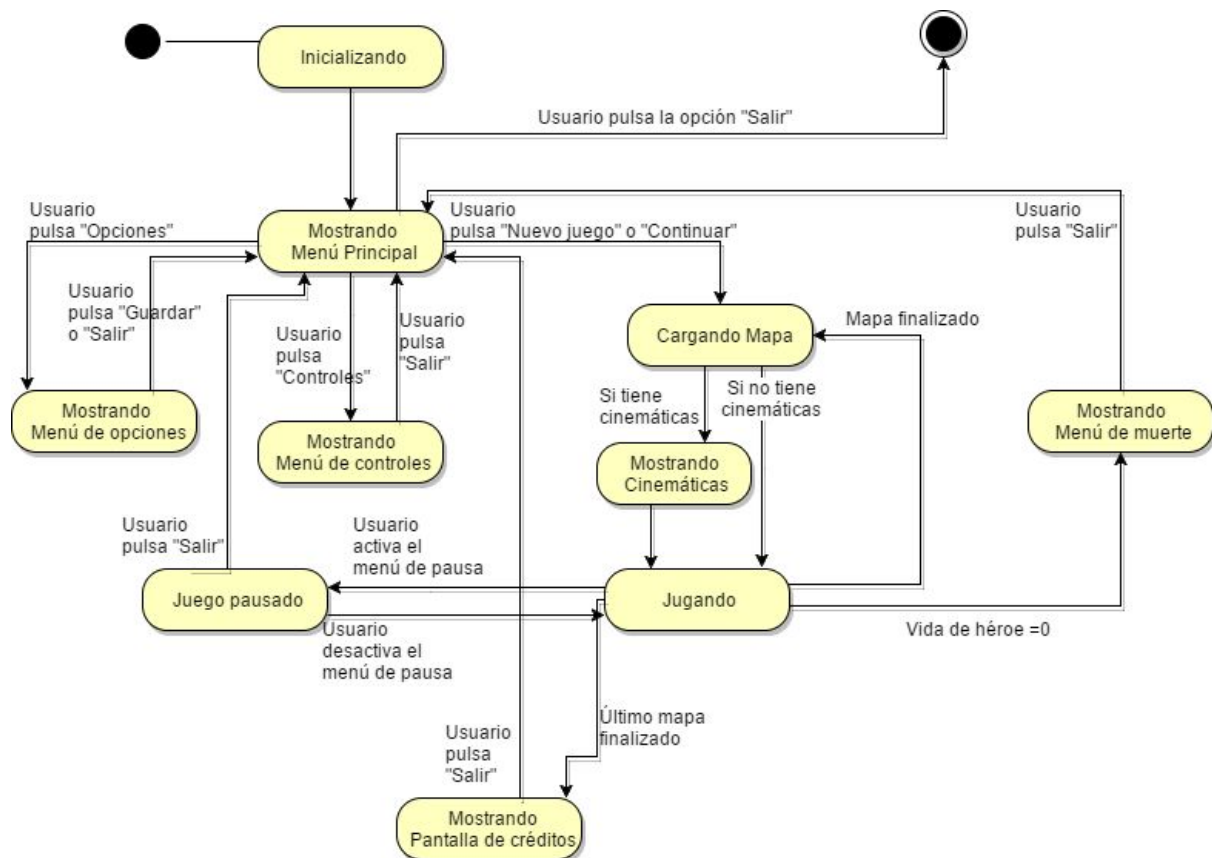 Inicializando
Usuario pulsa la opción "Salir"
Usuario
pulsa "Opciones"
Mostrando
Menú Principal
Usuario
pulsa "Nuevo juego" o "Continuar"
Usuario
pulsa "Salir"
Usuario
pulsa "Guardar"
o "Salir"
Usuario
pulsa
"Controles"
Usuario
pulsa
"Salir"
Cargando Mapa
Mapa finalizado
Si tiene
cinemáticas
Si no tiene
cinemáticas
Mostrando
Menú de opciones
Mostrando
Menú de controles
Mostrando
Cinemáticas
Mostrando
Menú de muerte
Usuario
pulsa "Salir"
Usuario
activa el
menú de pausa
Juego pausado
Jugando
Usuario
desactiva el
menú de pausa
Vida de héroe =0
Usuario
pulsa
"Salir"
Último mapa
finalizado
Mostrando
Pantalla de créditos